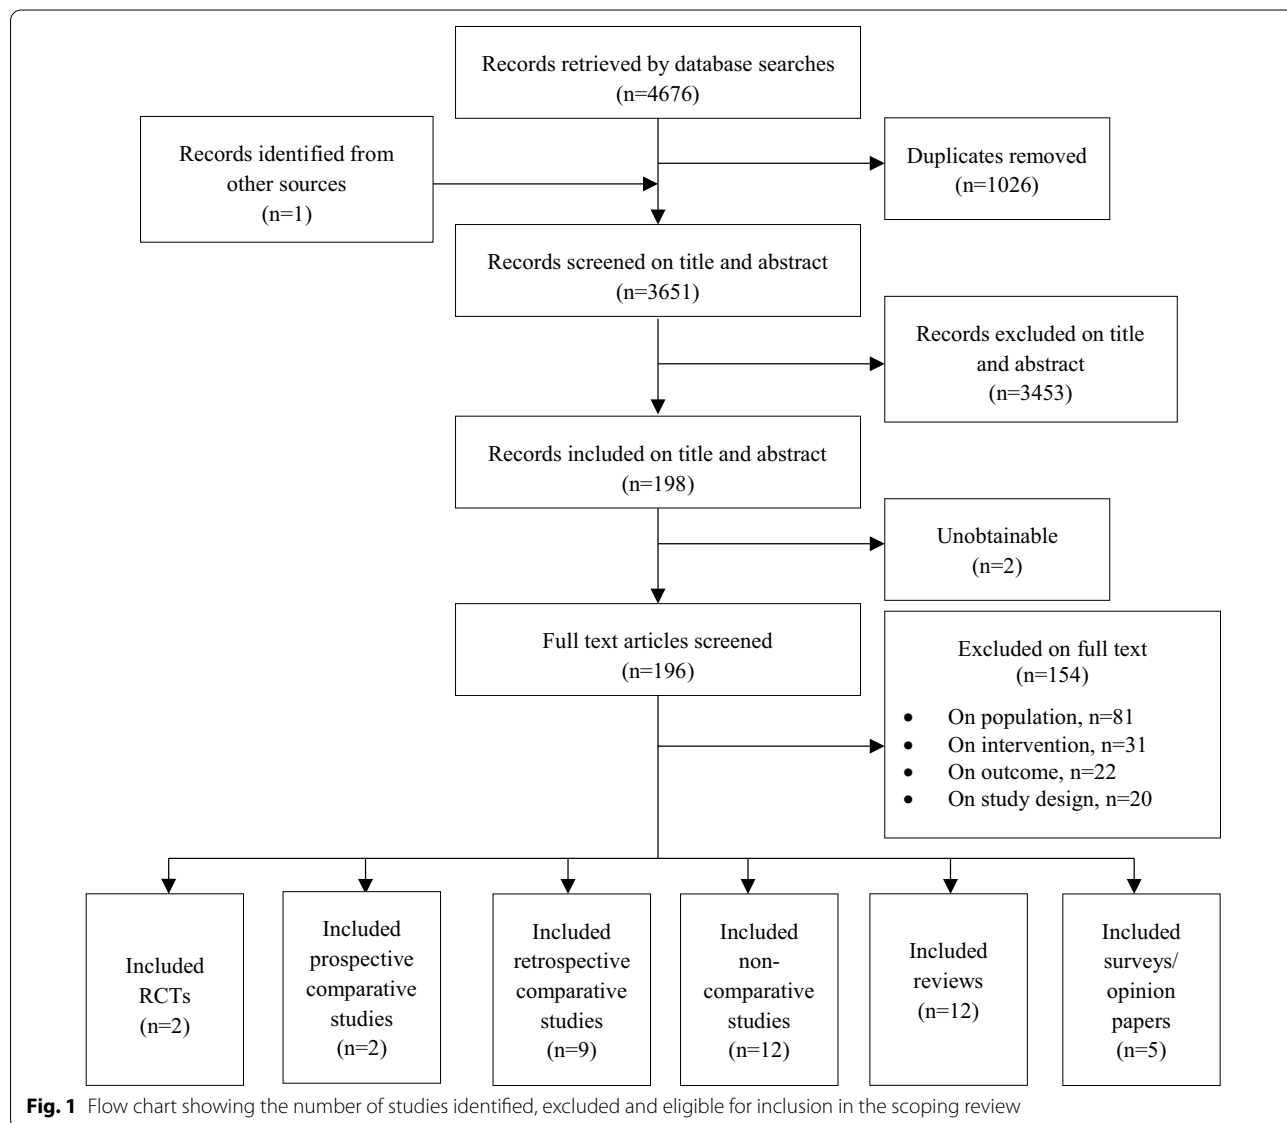 Records retrieved by database searches
(n=4676)
Records identified from
other sources
(n=1)
Duplicates removed
(n=1026)
Records screened on title and abstract
(n=3651)
Records excluded on title
and abstract
(n=3453)
Records included on title and abstract
(n=198)
Unobtainable
(n=2)
Full text articles screened
(n=196)
Excluded on full text
(n=154)
• On population, n=81
• On intervention, n=31
• On outcome, n=22
• On study design, n=20
Included
RCTs
(n=2)
Included
prospective
comparative
studies
(n=2)
Included
retrospective
comparative
studies
(n=9)
Included
non-
comparative
studies
(n=12)
Included
reviews
(n=12)
Included
surveys/
opinion
papers
(n=5)
Fig. 1 Flow chart showing the number of studies identified, excluded and eligible for inclusion in the scoping review